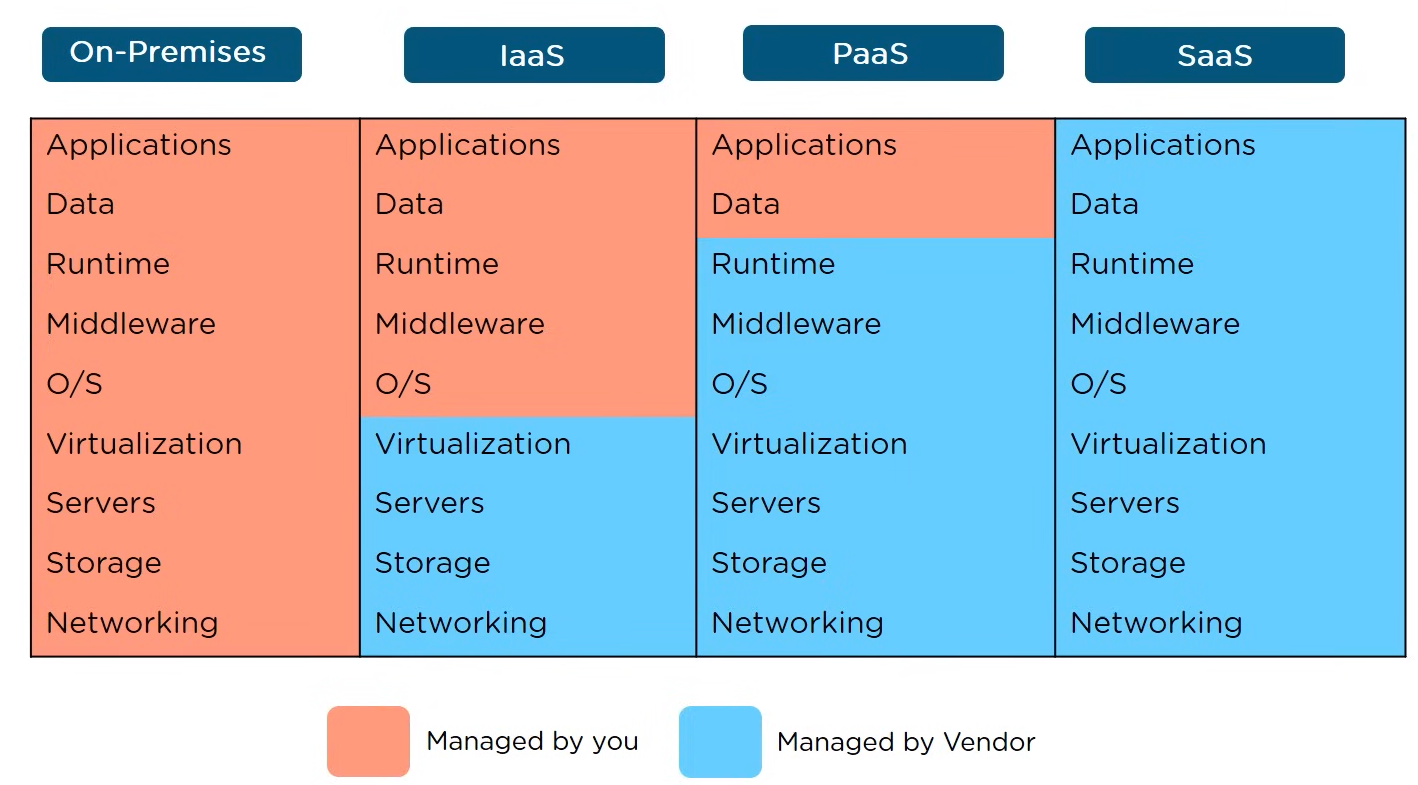 On-Premises IaaS PaaS SaaS
Applications Applications Applications Applications
Data Data Data Data
Runtime Runtime Runtime Runtime
Middleware Middleware Middleware Middleware
O/S O/S O/S O/S
Virtualization Virtualization Virtualization Virtualization
Servers Servers Servers Servers
Storage Storage Storage Storage
Networking Networking Networking Networking
Managed by you Managed by Vendor